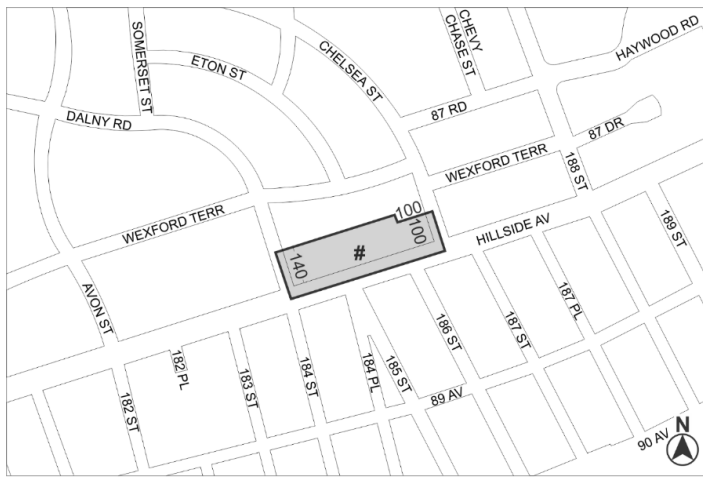 SOMERSET ST
ETON ST
CHELSEA ST
CHEVY
CHASE ST
HAYWOOD RD
DALNY RD
87 RD
87 DR
WEXFORD TERR
188 ST
WEXFORD TERR
100
100
HILLSIDE AV
189 ST
#
140
AVON ST
187 PL
186 ST
187 ST
182 PL
183 ST
184 ST
184 PL
185 ST
182 ST
89 AV
90 AV
N